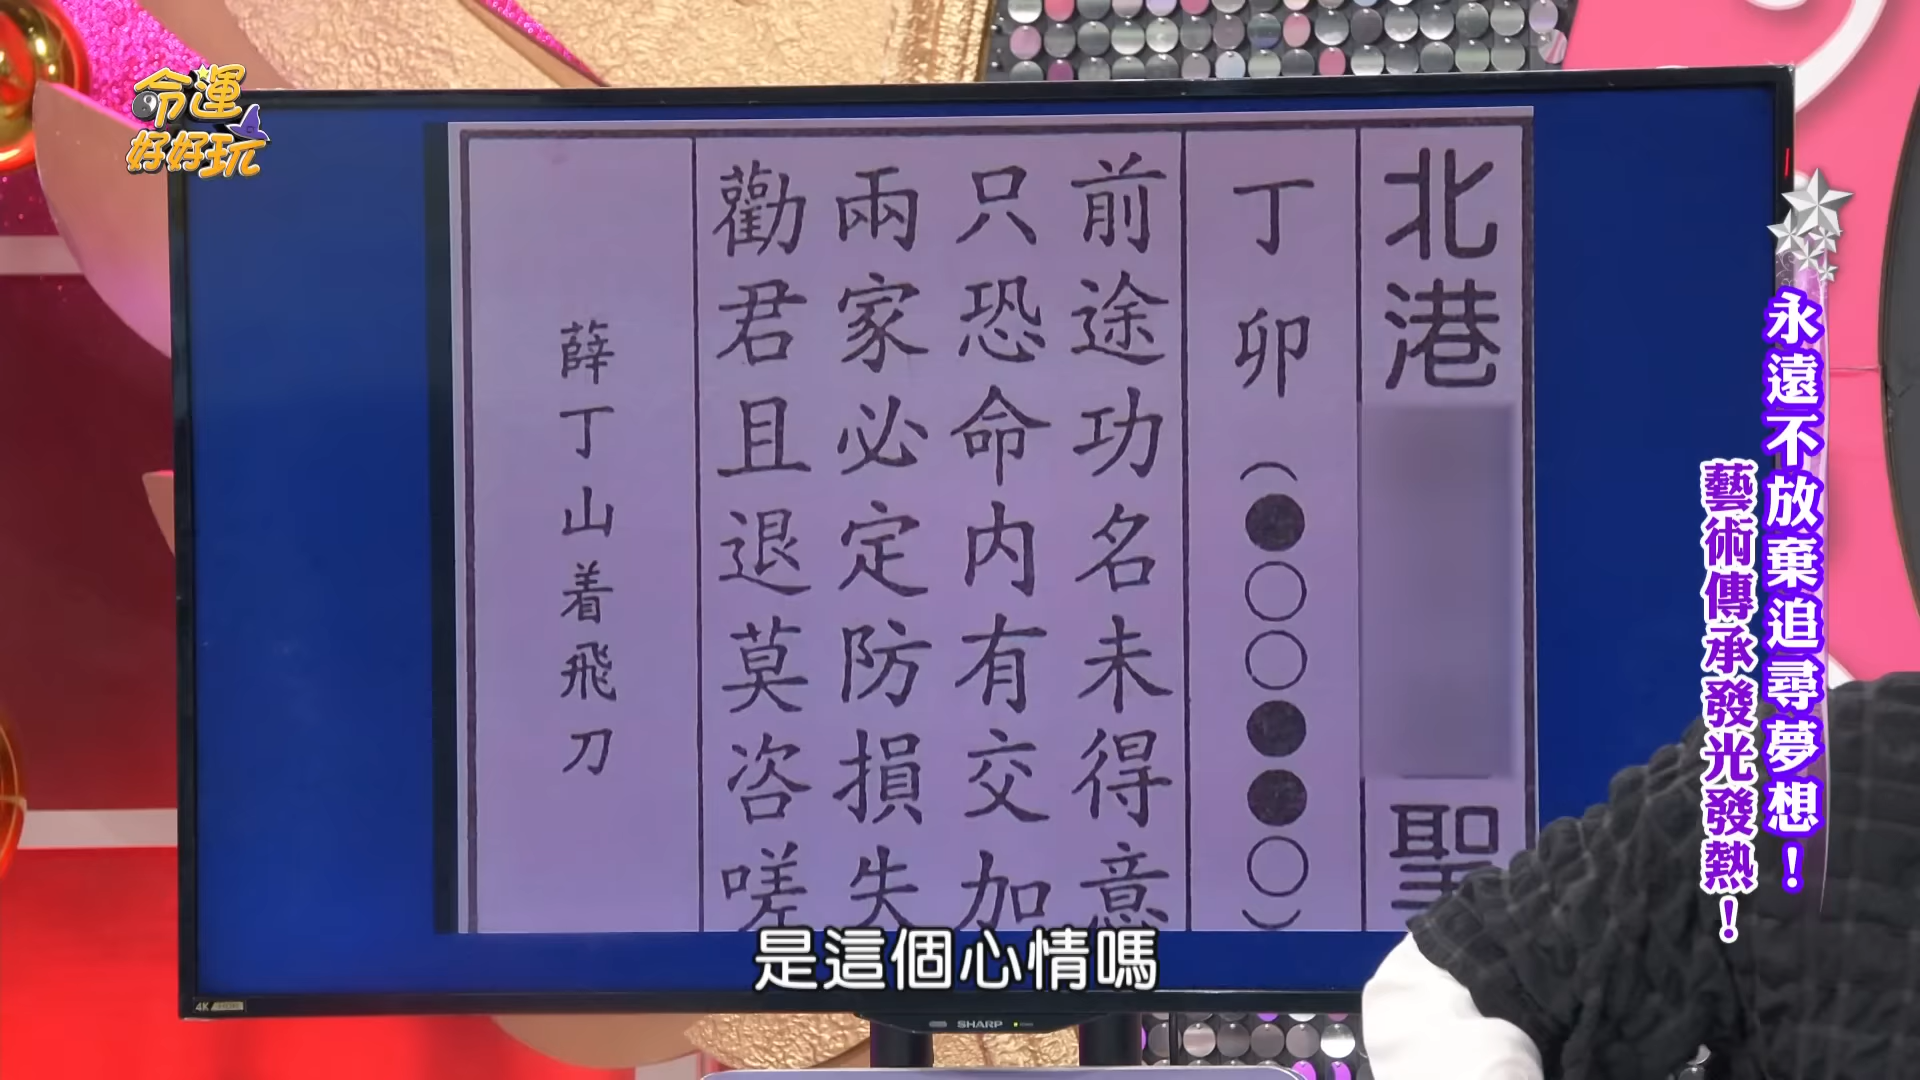 命運
好好玩
北港
聖
丁卯（●○○●●○）
前途功名未得意
只恐命內有交加
兩家必定防損失
勸君且退莫咨嗟
薛丁山着飛刀
永遠不放棄追尋夢想！
藝術傳承發光發熱！
是這個心情嗎
4K
SHARP